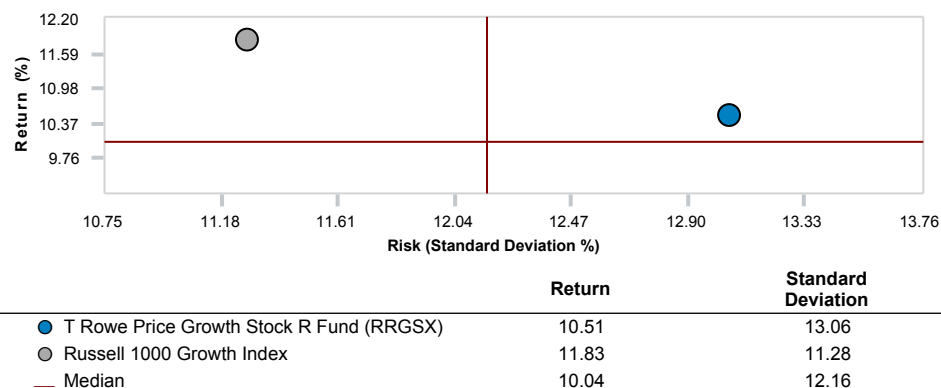 12.20
11.59
10.98
10.37
9.76
Return (%)
10.75 11.18 11.61 12.04 12.47 12.90 13.33 13.76
Risk (Standard Deviation %)
Return Standard Deviation
T Rowe Price Growth Stock R Fund (RRGSX) 10.51 13.06
Russell 1000 Growth Index 11.83 11.28
Median 10.04 12.16